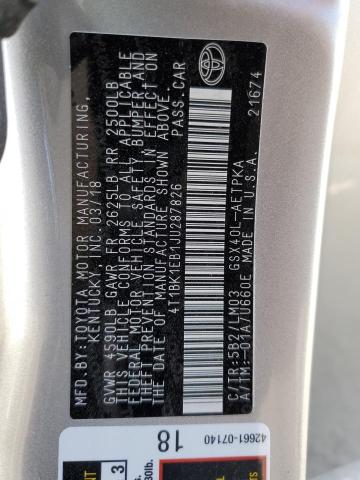 MFD.BY:TOYOTA MOTOR MANUFACTURING,
KENTUCKY, INC. 03/18
GVWR 4590LB GAWR FR 2625LB RR 2500LB
THIS VEHICLE CONFORMS TO ALL APPLICABLE
FEDERAL MOTOR VEHICLE SAFETY, BUMPER, AND
THEFT PREVENTION STANDARDS IN EFFECT ON
THE DATE OF MANUFACTURE SHOWN ABOVE.
4T1BK1EB1JU287826 PASS.CAR
C/TR:5B2/LM03 GSX40L-AETPKA
A/TM:-01A/U660E MADE IN U.S.A. 21674
42661-07140
18